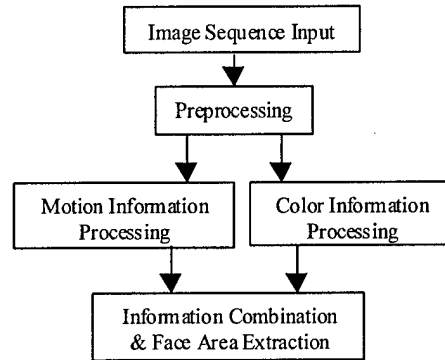 Image Sequence Input
Preprocessing
Motion Information
Processing
Color Information
Processing
Information Combination
& Face Area Extraction